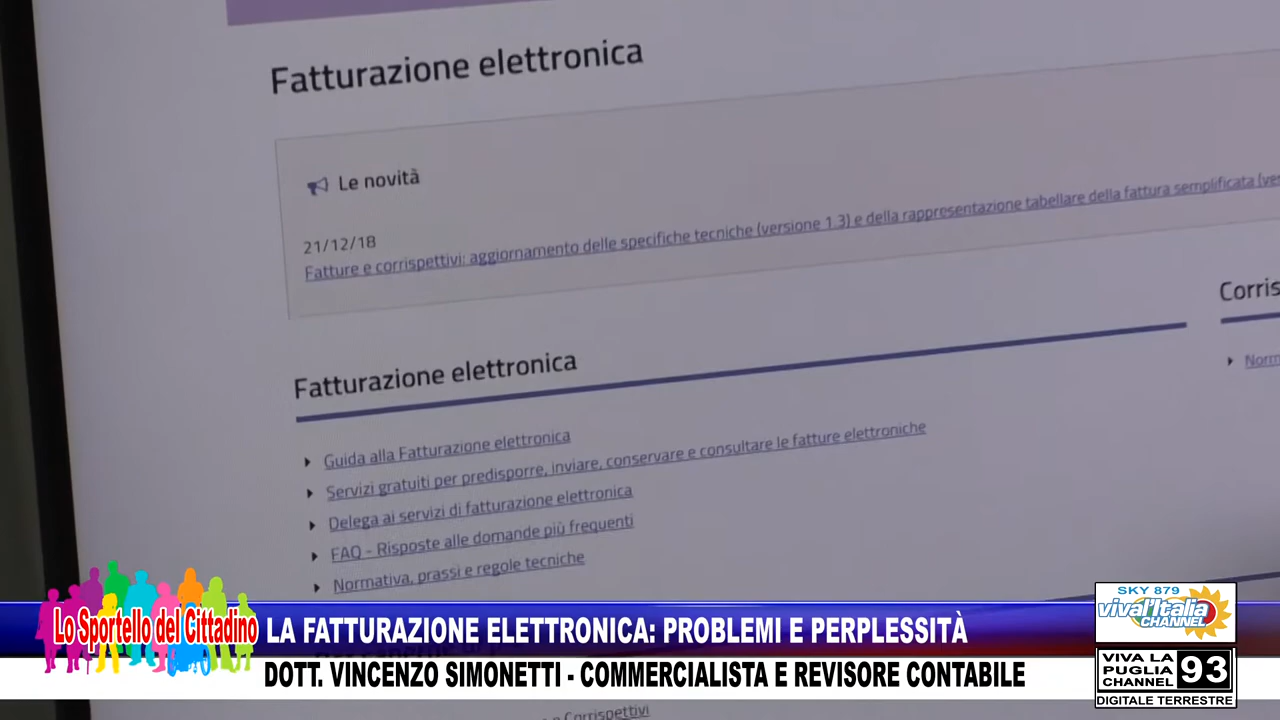 Fatturazione elettronica
Le novità
21/12/18
Fatture e corrispettivi: aggiornamento delle specifiche tecniche (versione 1.3) e della rappresentazione tabellare della fattura semplificata (ver
Corris
Norm
Fatturazione elettronica
Guida alla Fatturazione elettronica
Servizi gratuiti per predisporre, inviare, conservare e consultare le fatture elettroniche
Delega ai servizi di fatturazione elettronica
FAQ - Risposte alle domande più frequenti
Normativa, prassi e regole tecniche
Lo Sportello del Cittadino
LA FATTURAZIONE ELETTRONICA: PROBLEMI E PERPLESSITÀ
DOTT. VINCENZO SIMONETTI - COMMERCIALISTA E REVISORE CONTABILE
Corrispettivi
SKY 879
viva l'Italia
CHANNEL
VIVA LA
PUGLIA
CHANNEL
93
DIGITALE TERRESTRE